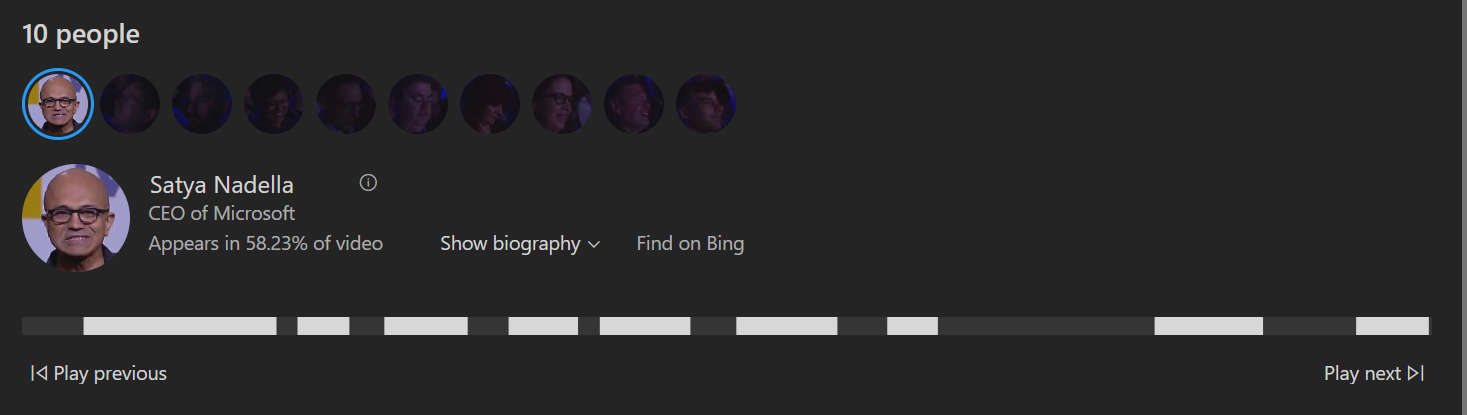 10 people
Satya Nadella
CEO of Microsoft
Appears in 58.23% of video
Show biography
Find on Bing
Play previous
Play next